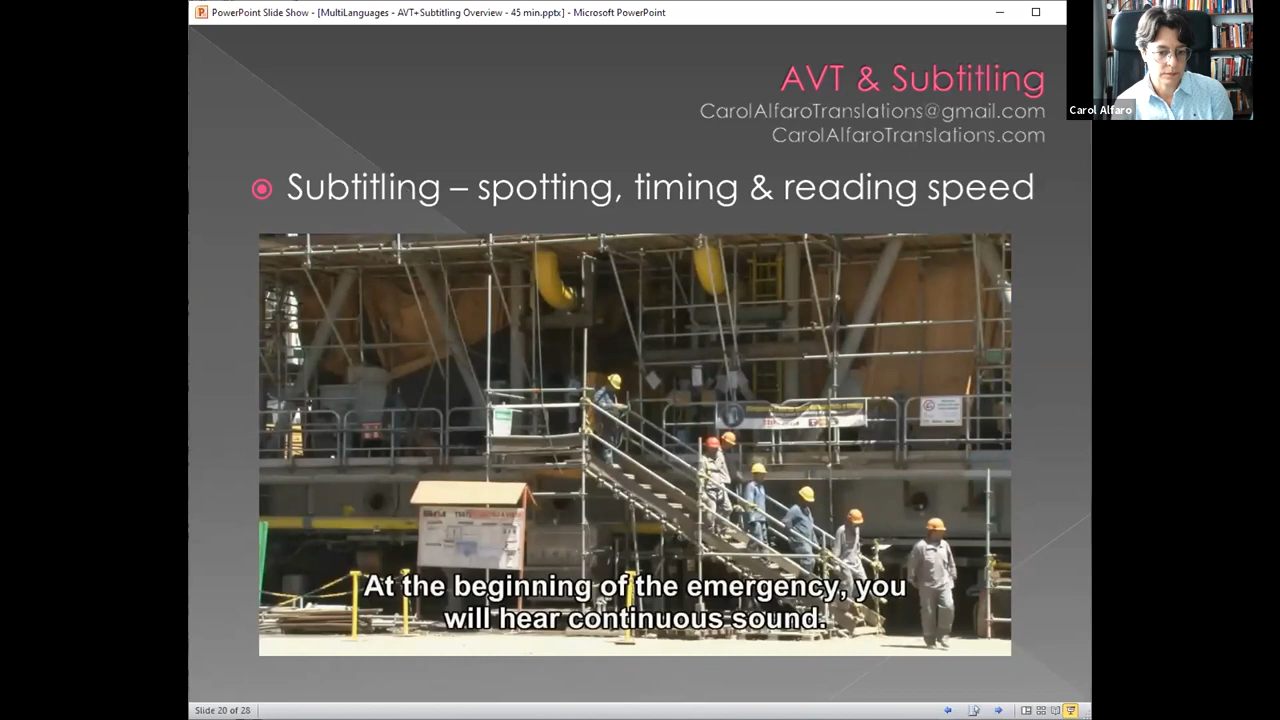 PowerPoint Slide Show - [MultiLanguages - AVT+Subtitling Overview - 45 min.pptx] - Microsoft PowerPoint
AVT & Subtitling
CarolAlfaroTranslations@gmail.com
CarolAlfaroTranslations.com
Carol Alfaro
Subtitling – spotting, timing & reading speed
At the beginning of the emergency, you
will hear continuous sound.
Slide 20 of 28